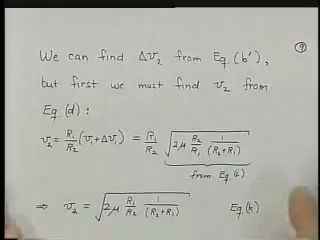 We can find Δv₂ from Eq.(b'), ⑨
but first we must find v₂ from
Eq.(d):
v₂ = R₁/R₂ (v₁+Δv₁) = R₁/R₂ √(2μ R₂/R₁ 1/(R₂+R₁))
from Eq(i)
⇒ v₂ = √(2μ R₁/R₂ 1/(R₂+R₁)) Eq(k)